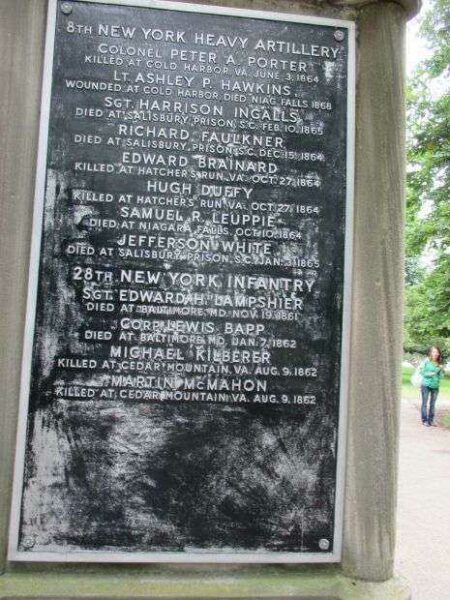 8TH NEW YORK HEAVY ARTILLERY
COLONEL PETER A. PORTER
KILLED AT COLD HARBOR VA. JUNE 3, 1864
LT. ASHLEY P. HAWKINS
WOUNDED AT COLD HARBOR DIED NIAG. FALLS 1868
SGT. HARRISON INGALLS
DIED AT SALISBURY, PRISON, S.C. FEB. 10, 1865
RICHARD FAULKNER
DIED AT SALISBURY, PRISON, S.C. DEC. 15, 1864
EDWARD BRAINARD
KILLED AT HATCHERS RUN, VA. OCT. 27, 1864
HUGH DUFFY
KILLED AT HATCHERS RUN, VA. OCT. 27, 1864
SAMUEL R. LEUPPIE
DIED AT NIAGARA FALLS, OCT. 10, 1864
JEFFERSON WHITE
DIED AT SALISBURY PRISON, S.C. JAN. 3, 1865
28TH NEW YORK INFANTRY
SGT. EDWARD H. LAMPSHIER
DIED AT BALTIMORE, MD. NOV. 19, 1861
CORP. LEWIS BAPP
DIED AT BALTIMORE, MD. JAN. 7, 1862
MICHAEL KILBERER
KILLED AT CEDAR MOUNTAIN, VA. AUG. 9, 1862
MARTIN McMAHON
KILLED AT CEDAR MOUNTAIN VA. AUG. 9, 1862